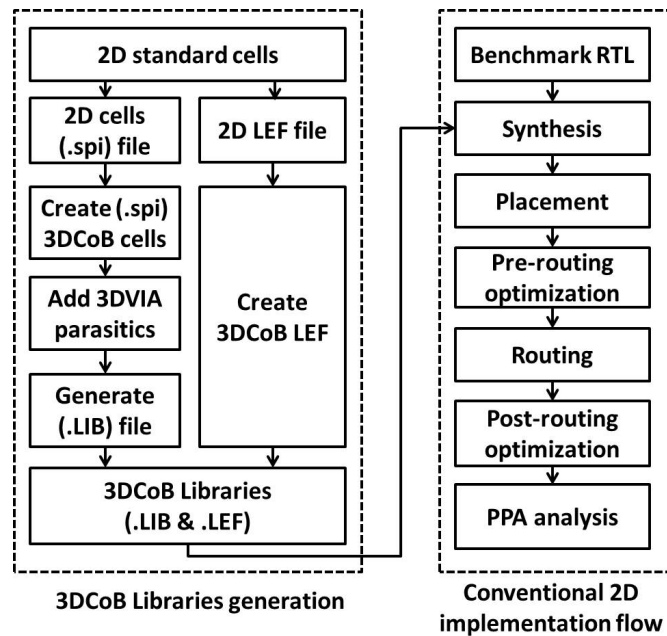 2D standard cells
2D cells
(.spi) file
2D LEF file
Create (.spi)
3DCoB cells
Add 3DVIA
parasitics
Generate
(.LIB) file
Create
3DCoB LEF
3DCoB Libraries
(.LIB & .LEF)
3DCoB Libraries generation
Benchmark RTL
Synthesis
Placement
Pre-routing
optimization
Routing
Post-routing
optimization
PPA analysis
Conventional 2D
implementation flow